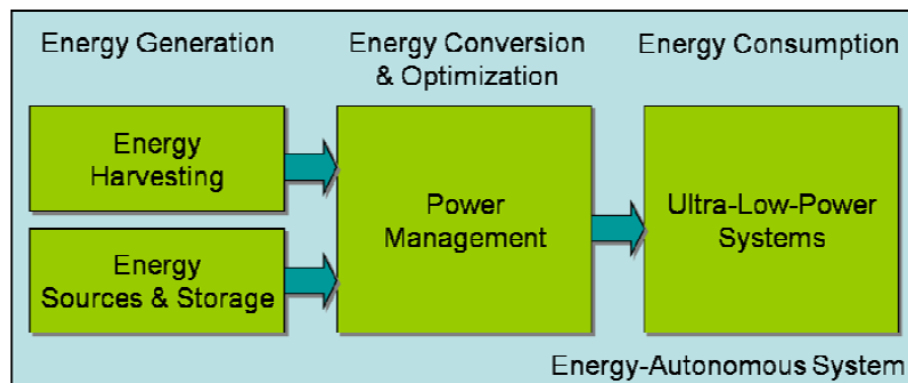 Energy Generation
Energy Conversion
& Optimization
Energy Consumption
Energy
Harvesting
Energy
Sources & Storage
Power
Management
Ultra-Low-Power
Systems
Energy-Autonomous System